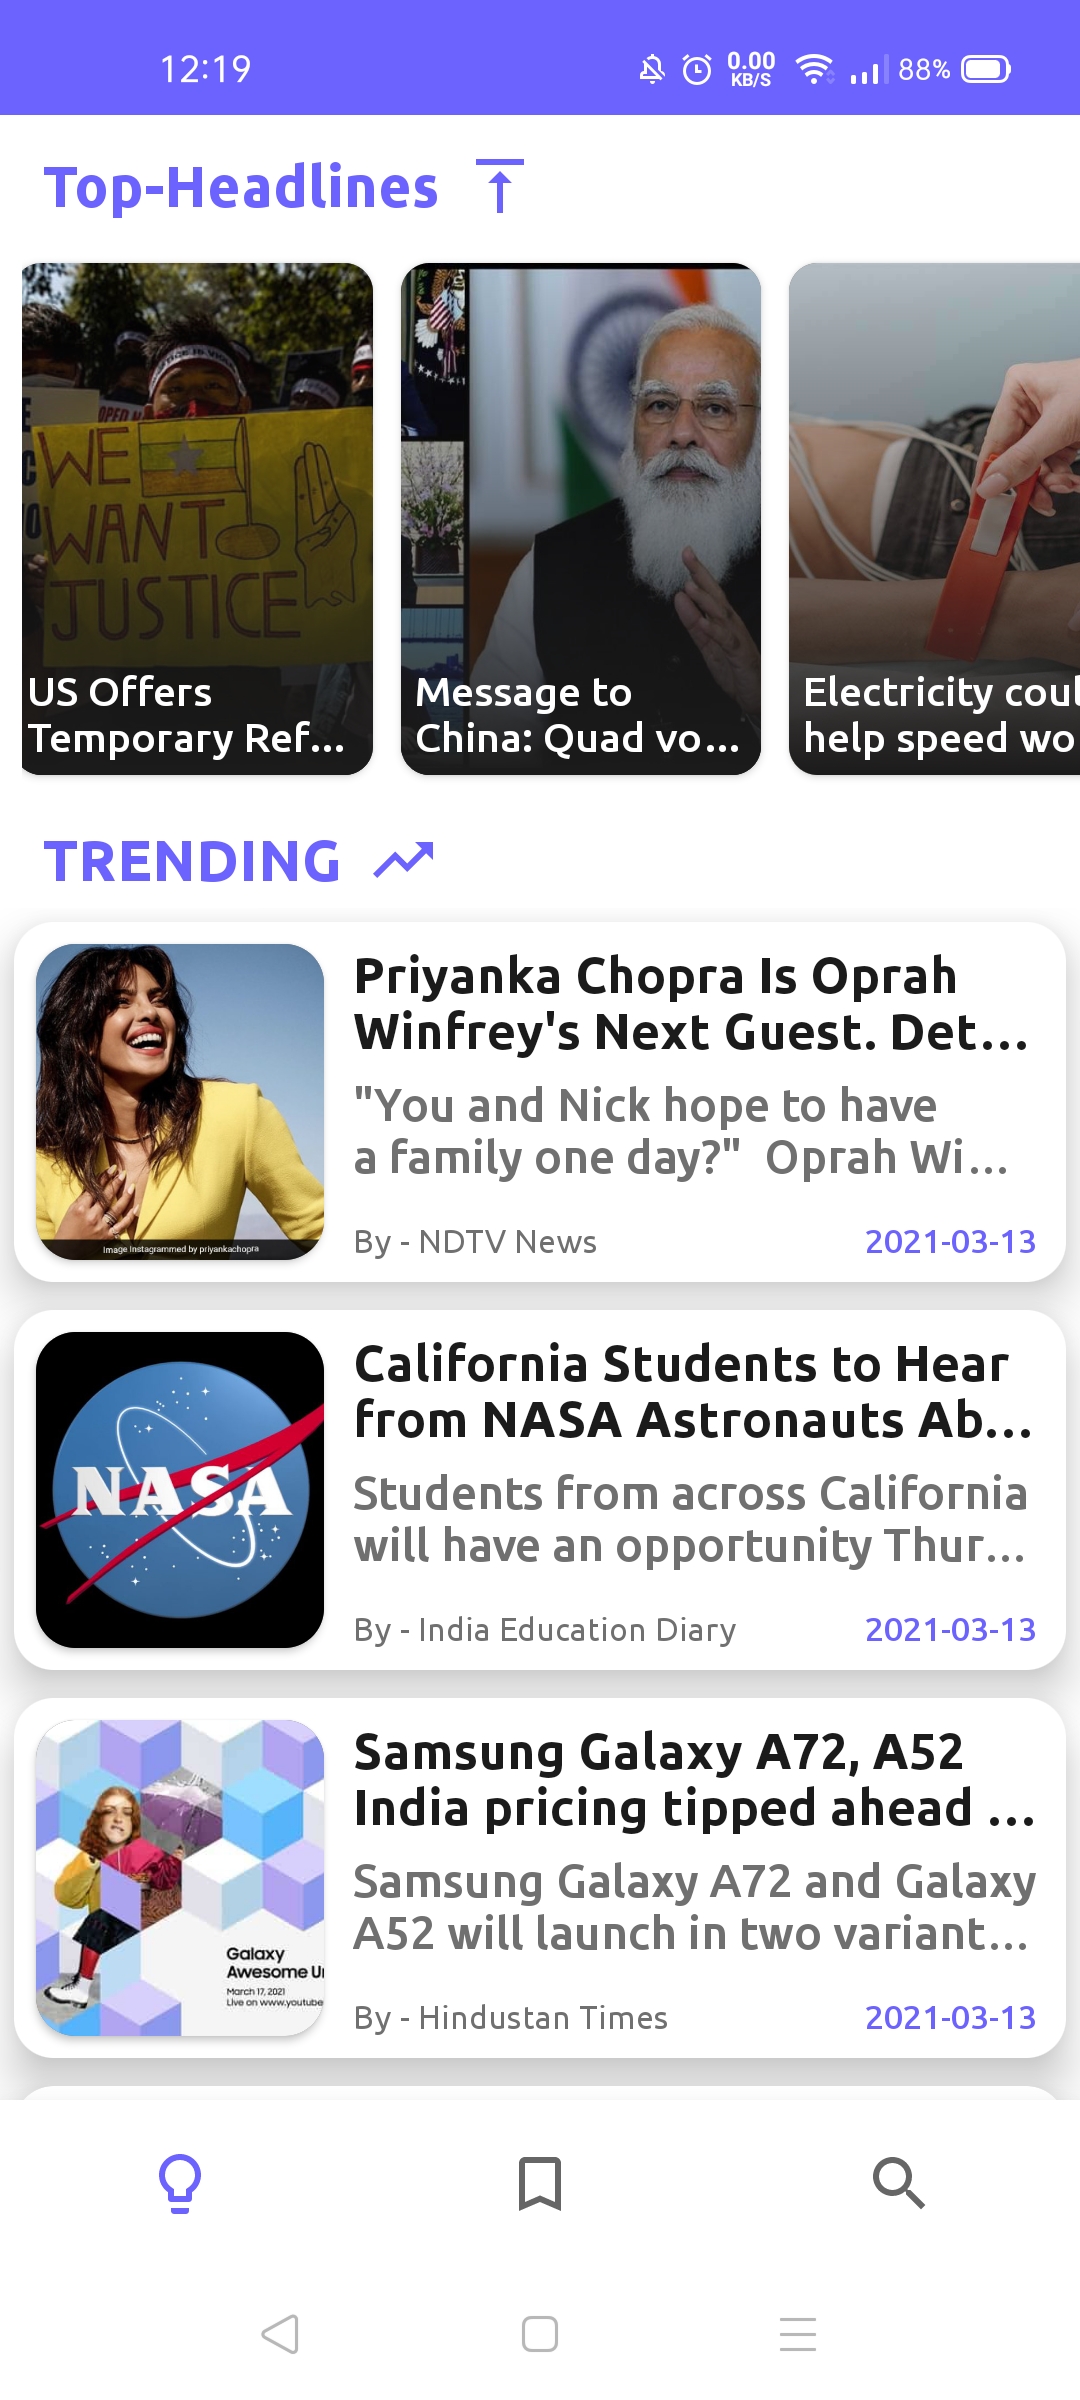 12:19
0.00
KB/S
88%
Top-Headlines
WE
WANT
JUSTICE
US Offers
Temporary Ref...
Message to
China: Quad vo...
Electricity coul
help speed wo
TRENDING
Priyanka Chopra Is Oprah
Winfrey's Next Guest. Det...
"You and Nick hope to have
a family one day?"  Oprah Wi...
Image Instagrammed by priyankachopra
By - NDTV News
2021-03-13
NASA
California Students to Hear
from NASA Astronauts Ab...
Students from across California
will have an opportunity Thur...
By - India Education Diary
2021-03-13
Galaxy
Awesome Un
March 17, 2021
Live on www.youtube
Samsung Galaxy A72, A52
India pricing tipped ahead ...
Samsung Galaxy A72 and Galaxy
A52 will launch in two variant...
By - Hindustan Times
2021-03-13